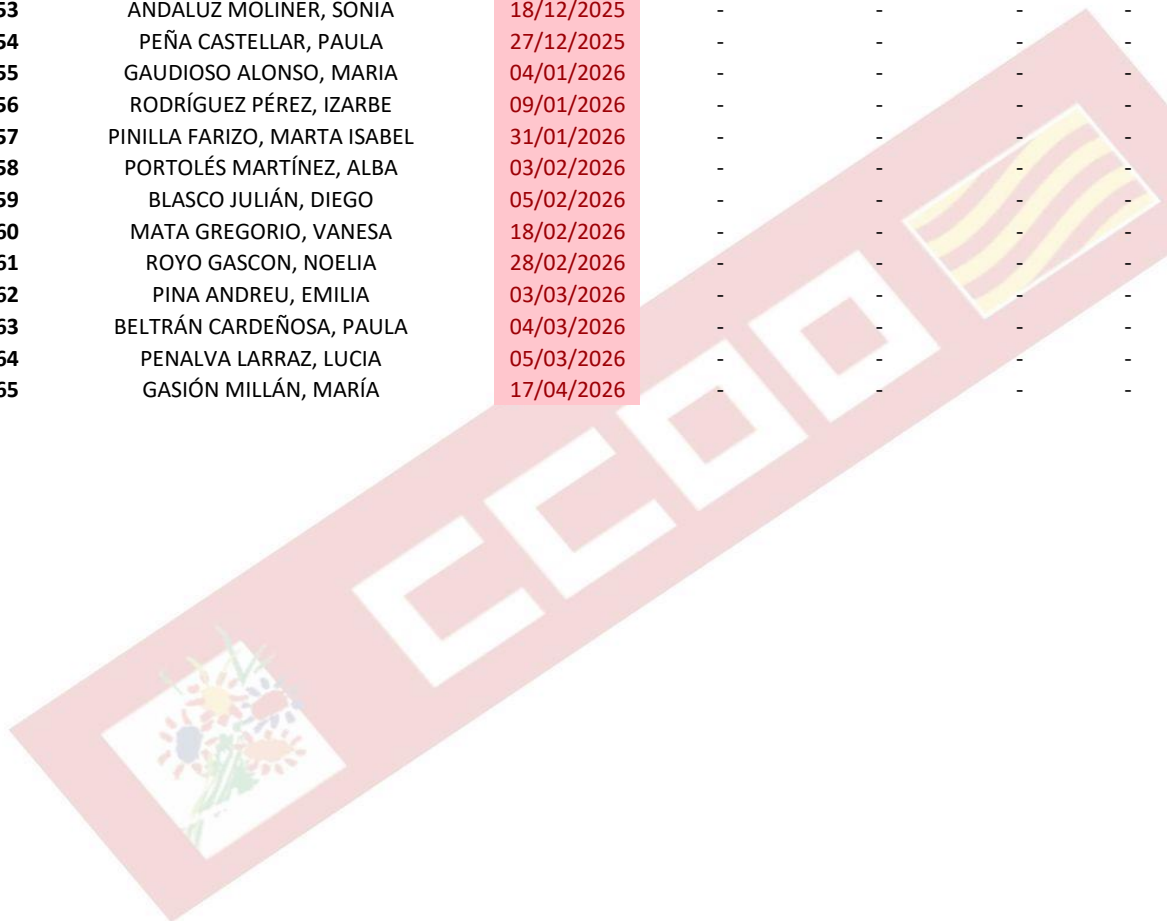 53 ANDALUZ MOLINER, SONIA 18/12/2025 - - - -
54 PEÑA CASTELLAR, PAULA 27/12/2025 - - - -
55 GAUDIOSO ALONSO, MARIA 04/01/2026 - - - -
56 RODRÍGUEZ PÉREZ, IZARBE 09/01/2026 - - - -
57 PINILLA FARIZO, MARTA ISABEL 31/01/2026 - - - -
58 PORTOLÉS MARTÍNEZ, ALBA 03/02/2026 - - - -
59 BLASCO JULIÁN, DIEGO 05/02/2026 - - - -
60 MATA GREGORIO, VANESA 18/02/2026 - - - -
61 ROYO GASCON, NOELIA 28/02/2026 - - - -
62 PINA ANDREU, EMILIA 03/03/2026 - - - -
63 BELTRÁN CARDEÑOSA, PAULA 04/03/2026 - - - -
64 PENALVA LARRAZ, LUCIA 05/03/2026 - - - -
65 GASIÓN MILLÁN, MARÍA 17/04/2026 - - - -
CCOO